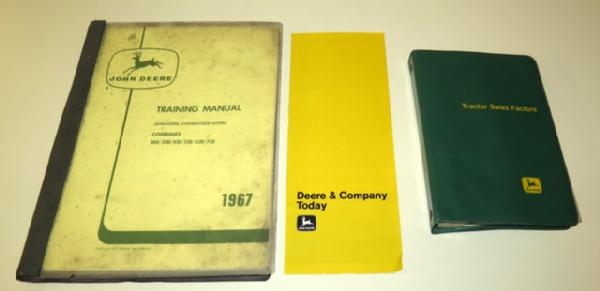 JOHN DEERE
TRAINING MANUAL
COMBINES
1967
Deere & Company
Today
JOHN DEERE
Tractor Sales Factors